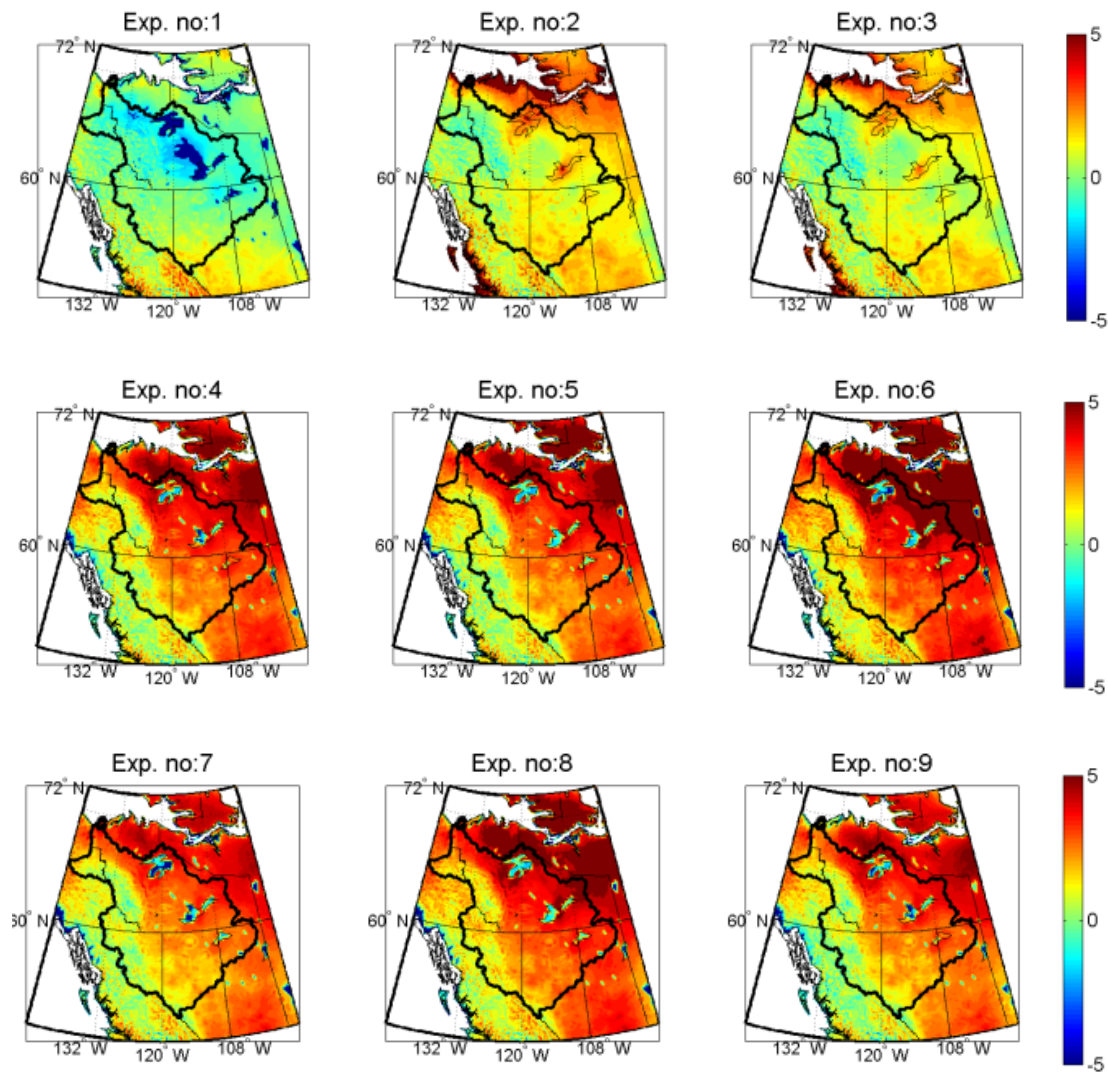 Exp. no:1
Exp. no:2
Exp. no:3
72° N
72° N
72° N
5
60° N
60° N
60° N
0
132° W
120° W
108° W
132° W
120° W
108° W
132° W
120° W
108° W
-5
Exp. no:4
Exp. no:5
Exp. no:6
72° N
72° N
72° N
5
60° N
60° N
60° N
0
132° W
120° W
108° W
132° W
120° W
108° W
132° W
120° W
108° W
-5
Exp. no:7
Exp. no:8
Exp. no:9
72° N
72° N
72° N
5
60° N
60° N
60° N
0
132° W
120° W
108° W
132° W
120° W
108° W
132° W
120° W
108° W
-5